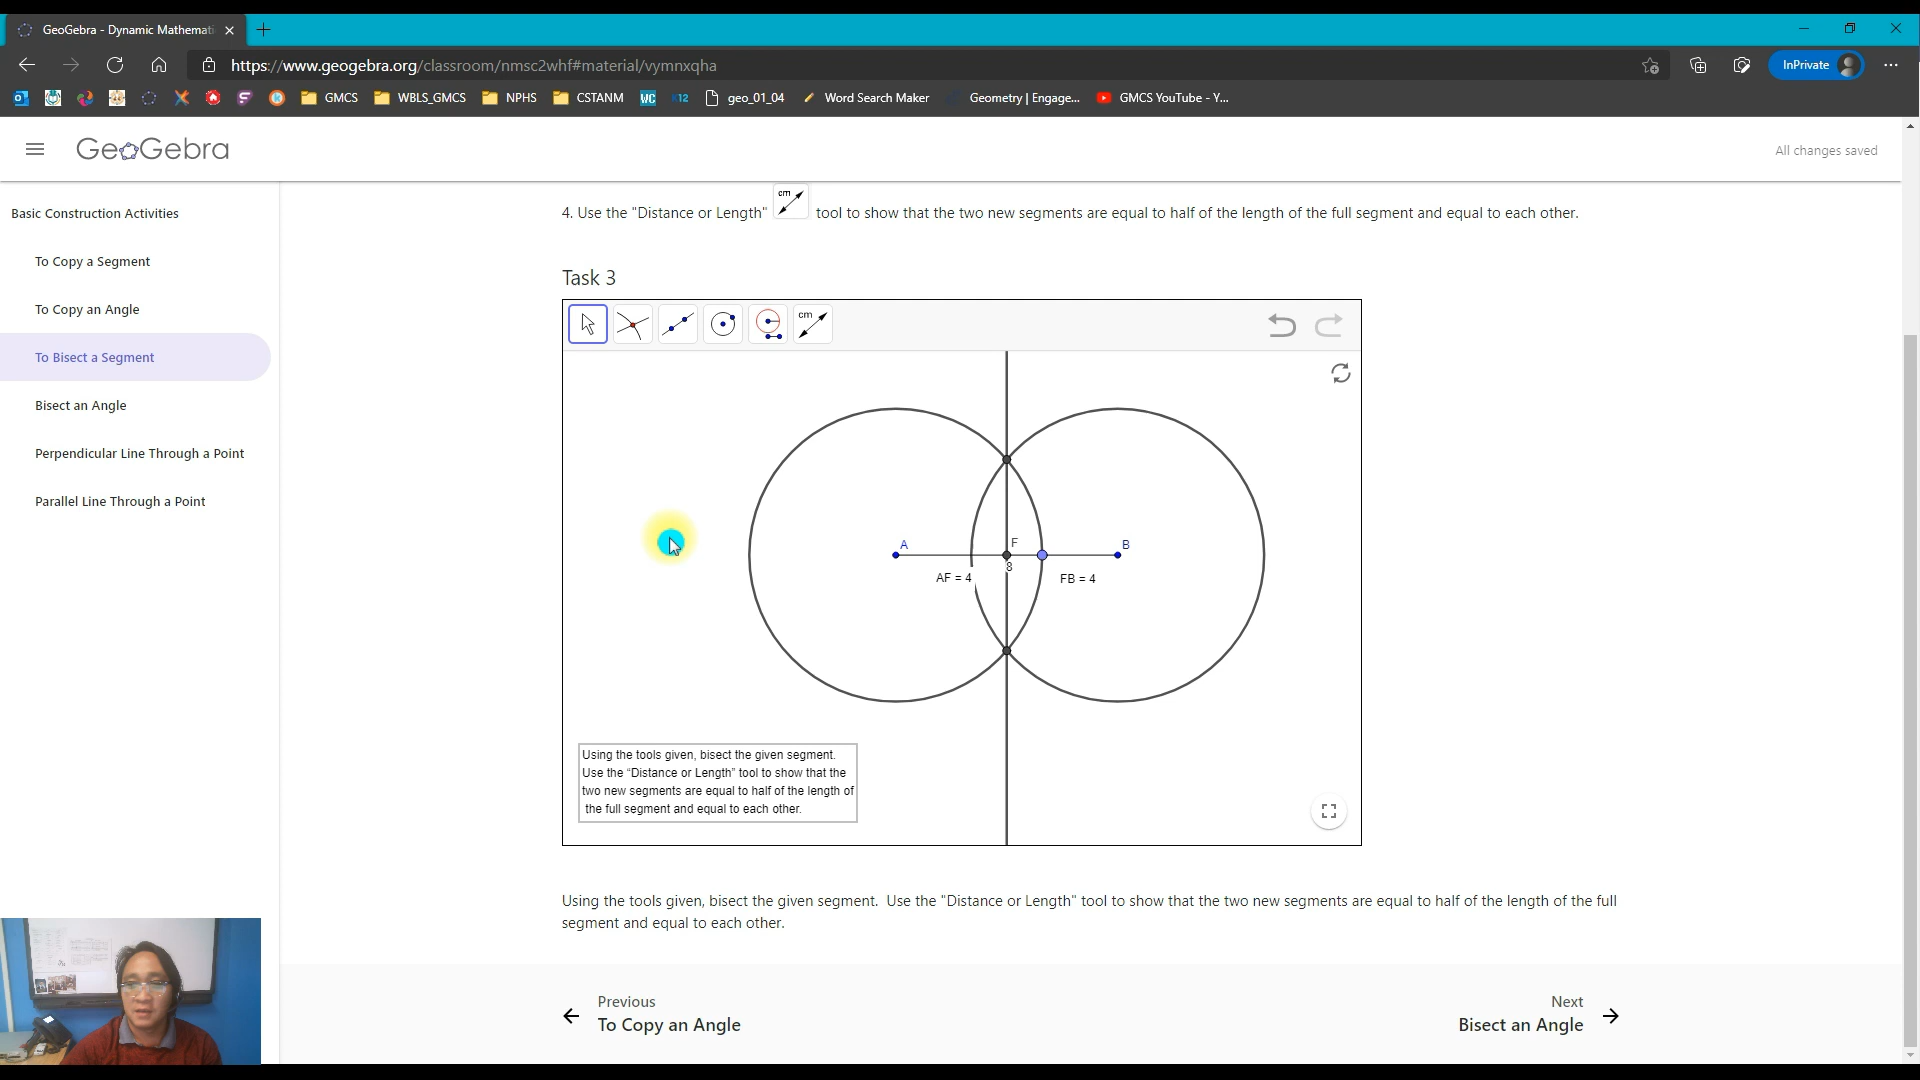 GeoGebra - Dynamic Mathemati
https://www.geogebra.org/classroom/nmsc2whf#material/vymnxqha
InPrivate
GMCS
WBLS_GMCS
NPHS
CSTANM
WC
K12
geo_01_04
Word Search Maker
Geometry | Engage...
GMCS YouTube - Y...
GeoGebra
All changes saved
Basic Construction Activities
To Copy a Segment
To Copy an Angle
To Bisect a Segment
Bisect an Angle
Perpendicular Line Through a Point
Parallel Line Through a Point
4. Use the "Distance or Length" cm tool to show that the two new segments are equal to half of the length of the full segment and equal to each other.
Task 3
cm
A
F
B
8
AF = 4
FB = 4
Using the tools given, bisect the given segment.
Use the "Distance or Length" tool to show that the
two new segments are equal to half of the length of
the full segment and equal to each other.
Using the tools given, bisect the given segment. Use the "Distance or Length" tool to show that the two new segments are equal to half of the length of the full
segment and equal to each other.
Previous
To Copy an Angle
Next
Bisect an Angle